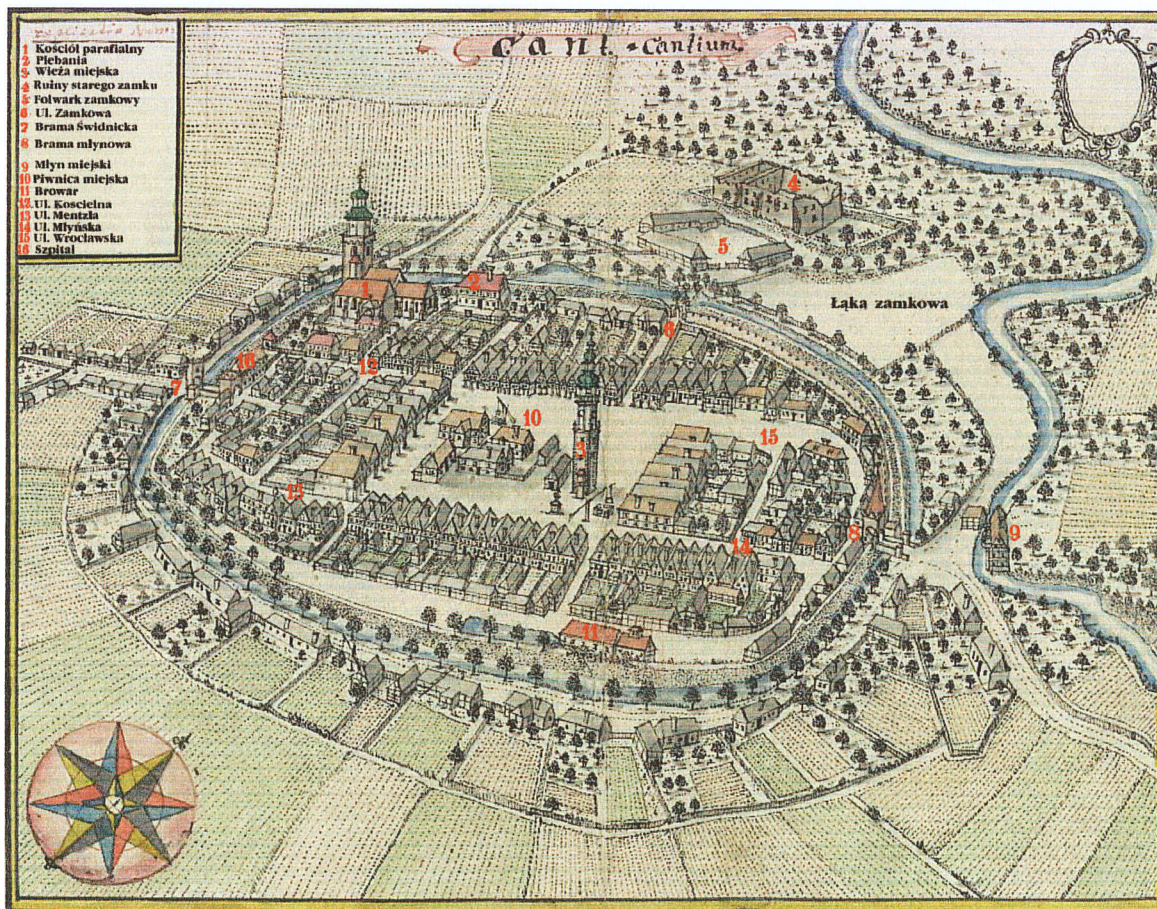 Cant. - Cantium.
1 Kościół parafialny
2 Plebania
3 Wieża miejska
4 Ruiny starego zamku
5 Folwark zamkowy
6 Ul. Zamkowa
7 Brama Świdnicka
8 Brama młynowa
9 Młyn miejski
10 Piwnica miejska
11 Browar
12 Ul. Kościelna
13 Ul. Mentzla
14 Ul. Młyńska
15 Ul. Wrocławska
16 Szpital
4
5
1
2
Łąka zamkowa
6
16
12
7
10
3
15
13
8
9
14
11